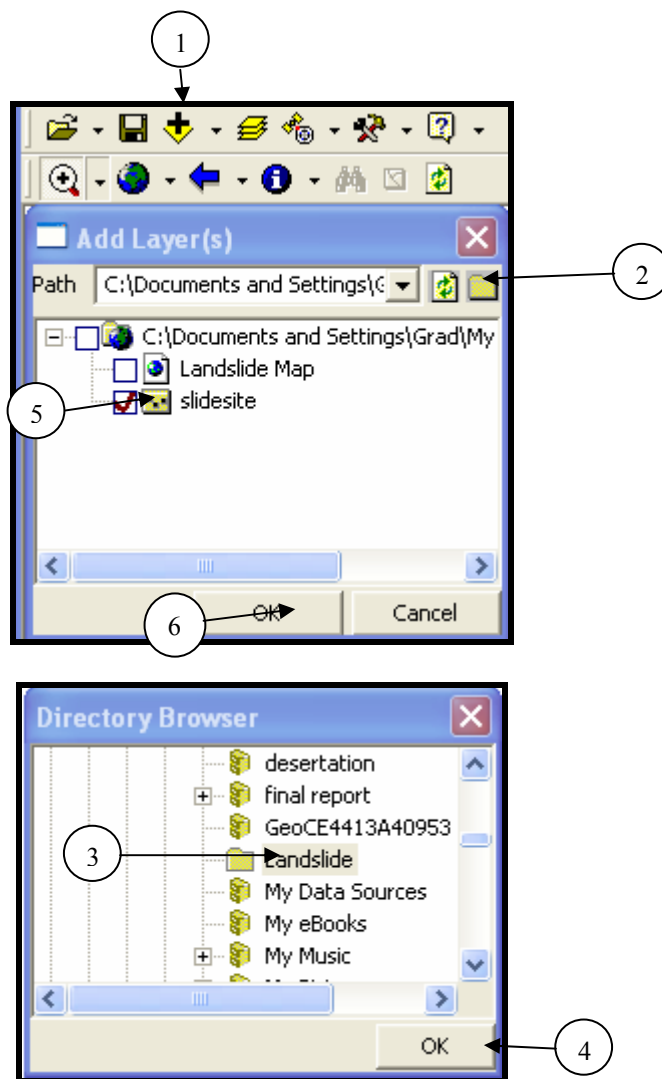 1
Add Layer(s)
Path C:\Documents and Settings\G
2
C:\Documents and Settings\Grad\My
Landslide Map
slidesite
5
OK Cancel
6
Directory Browser
desertation
final report
GeoCE4413A40953
Landslide
3
My Data Sources
My eBooks
My Music
OK
4